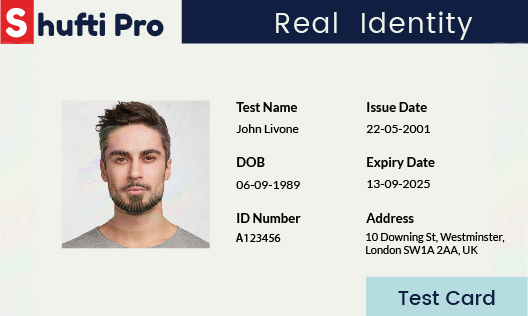 Shufti Pro
Real Identity
Test Name
John Livone
Issue Date
22-05-2001
DOB
06-09-1989
Expiry Date
13-09-2025
ID Number
A123456
Address
10 Downing St, Westminster,
London SW1A 2AA, UK
Test Card